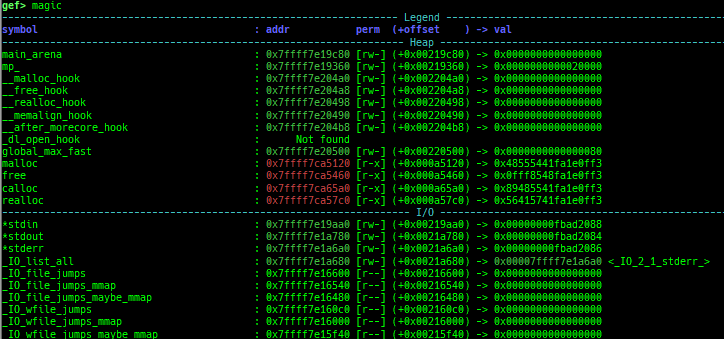 gef> magic
Legend
symbol : addr perm (+offset ) -> val
Heap
main_arena : 0x7ffff7e19c80 [rw-] (+0x00219c80) -> 0x0000000000000000
mp_ : 0x7ffff7e19360 [rw-] (+0x00219360) -> 0x0000000000020000
__malloc_hook : 0x7ffff7e204a0 [rw-] (+0x002204a0) -> 0x0000000000000000
__free_hook : 0x7ffff7e204a8 [rw-] (+0x002204a8) -> 0x0000000000000000
__realloc_hook : 0x7ffff7e20498 [rw-] (+0x00220498) -> 0x0000000000000000
__memalign_hook : 0x7ffff7e20490 [rw-] (+0x00220490) -> 0x0000000000000000
__after_morecore_hook : 0x7ffff7e204b8 [rw-] (+0x002204b8) -> 0x0000000000000000
_dl_open_hook : Not found
global_max_fast : 0x7ffff7e20500 [rw-] (+0x00220500) -> 0x0000000000000080
malloc : 0x7ffff7ca5120 [r-x] (+0x000a5120) -> 0x48555441fa1e0ff3
free : 0x7ffff7ca5460 [r-x] (+0x000a5460) -> 0x0fff8548fa1e0ff3
calloc : 0x7ffff7ca65a0 [r-x] (+0x000a65a0) -> 0x89485541fa1e0ff3
realloc : 0x7ffff7ca57c0 [r-x] (+0x000a57c0) -> 0x56415741fa1e0ff3
I/O
*stdin : 0x7ffff7e19aa0 [rw-] (+0x00219aa0) -> 0x00000000fbad2088
*stdout : 0x7ffff7e1a780 [rw-] (+0x0021a780) -> 0x00000000fbad2084
*stderr : 0x7ffff7e1a6a0 [rw-] (+0x0021a6a0) -> 0x00000000fbad2086
_IO_list_all : 0x7ffff7e1a680 [rw-] (+0x0021a680) -> 0x00007ffff7e1a6a0 <_IO_2_1_stderr_>
_IO_file_jumps : 0x7ffff7e16600 [r--] (+0x00216600) -> 0x0000000000000000
_IO_file_jumps_mmap : 0x7ffff7e16540 [r--] (+0x00216540) -> 0x0000000000000000
_IO_file_jumps_maybe_mmap : 0x7ffff7e16480 [r--] (+0x00216480) -> 0x0000000000000000
_IO_wfile_jumps : 0x7ffff7e160c0 [r--] (+0x002160c0) -> 0x0000000000000000
_IO_wfile_jumps_mmap : 0x7ffff7e16000 [r--] (+0x00216000) -> 0x0000000000000000
_IO_wfile_jumps_maybe_mmap : 0x7ffff7e15f40 [r--] (+0x00215f40) -> 0x0000000000000000